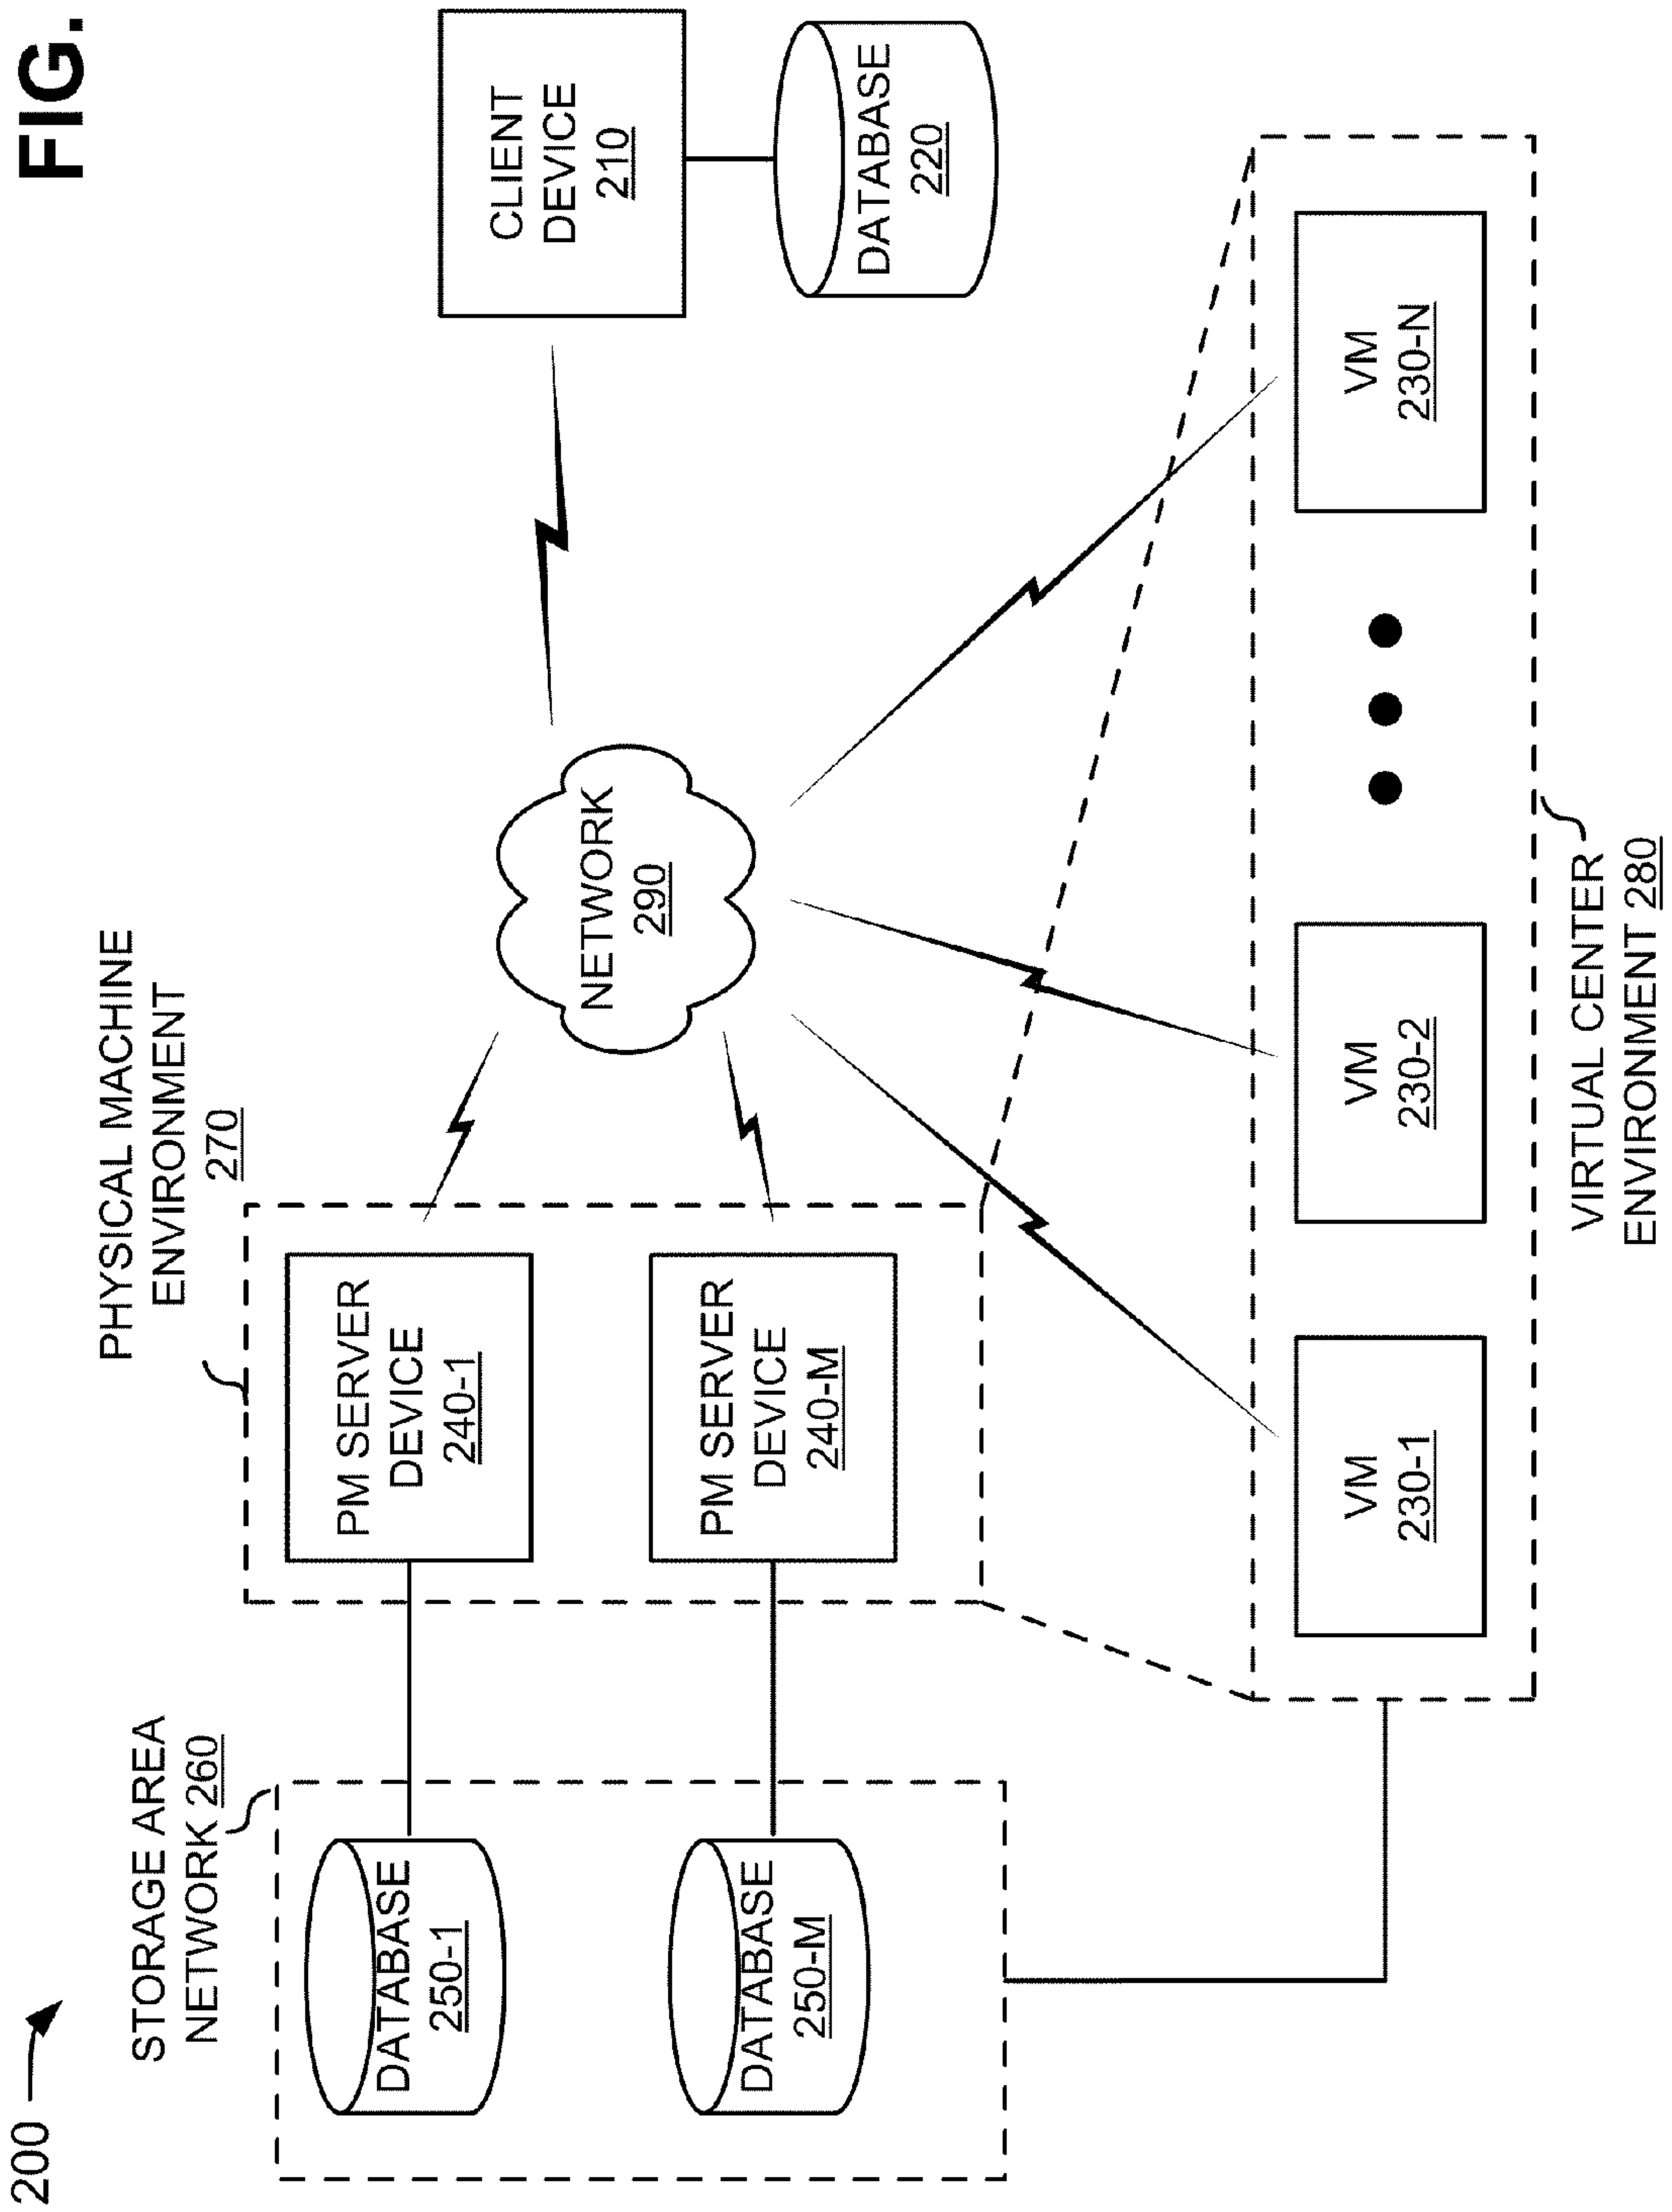 FIG.
200
STORAGE AREA
NETWORK 260
PHYSICAL MACHINE
ENVIRONMENT
270
DATABASE
250-1
PM SERVER
DEVICE
240-1
CLIENT
DEVICE
210
NETWORK
290
DATABASE
250-M
PM SERVER
DEVICE
240-M
DATABASE
220
VM
230-1
VM
230-2
VM
230-N
VIRTUAL CENTER
ENVIRONMENT 280